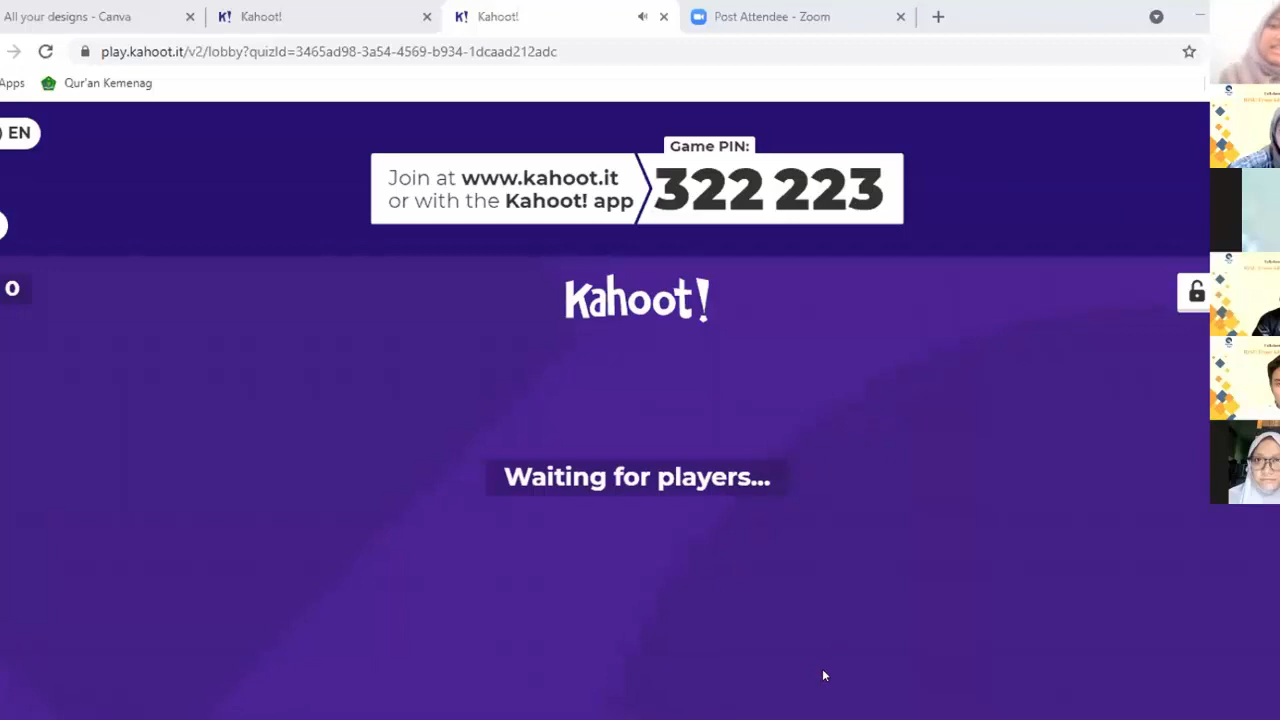 All your designs - Canva
Kahoot!
Kahoot!
Post Attendee - Zoom
play.kahoot.it/v2/lobby?quizId=3465ad98-3a54-4569-b934-1dcaad212adc
Apps
Qur'an Kemenag
EN
Game PIN:
Join at www.kahoot.it
or with the Kahoot! app
322 223
0
Kahoot!
Waiting for players...